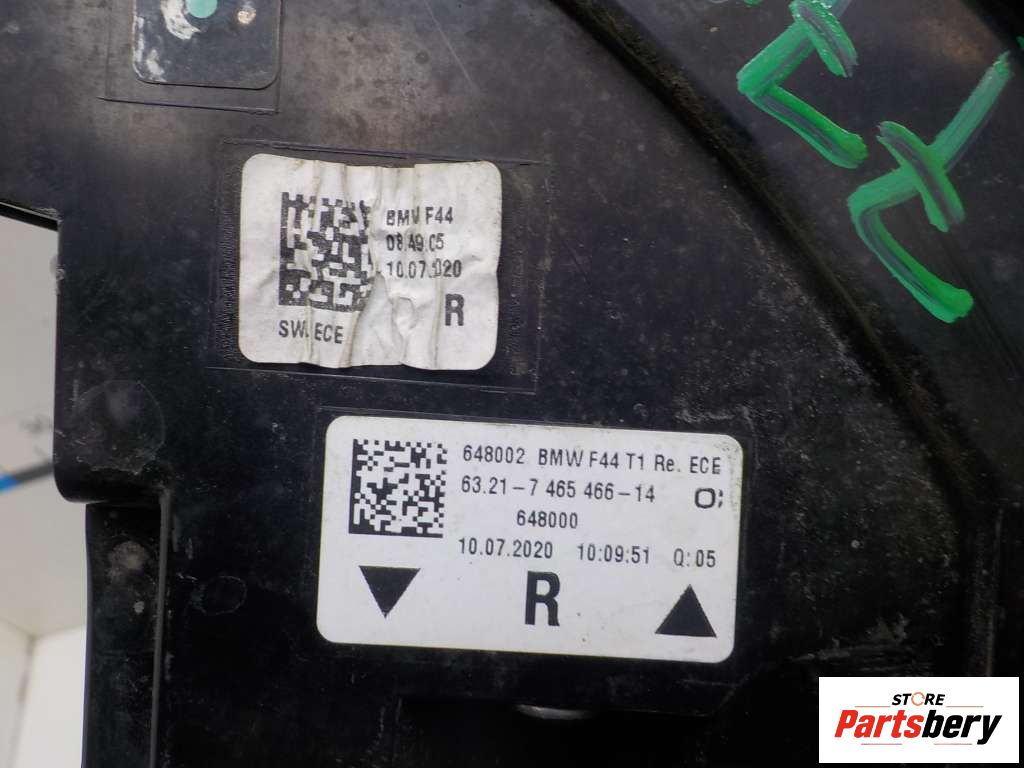 BMW F44
08:49:05
10.07.2020
R
SW. ECE
648002 BMW F44 T1 Re. ECE
63.21-7 465 466-14
648000
10.07.2020 10:09:51 Q:05
R
STORE
Partsbery